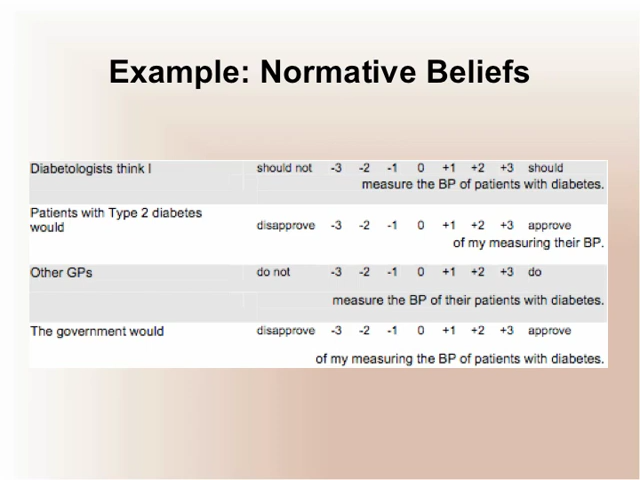 Example: Normative Beliefs
Diabetologists think I should not -3 -2 -1 0 +1 +2 +3 should
measure the BP of patients with diabetes.
Patients with Type 2 diabetes
would disapprove -3 -2 -1 0 +1 +2 +3 approve
of my measuring their BP.
Other GPs do not -3 -2 -1 0 +1 +2 +3 do
measure the BP of their patients with diabetes.
The government would disapprove -3 -2 -1 0 +1 +2 +3 approve
of my measuring the BP of patients with diabetes.